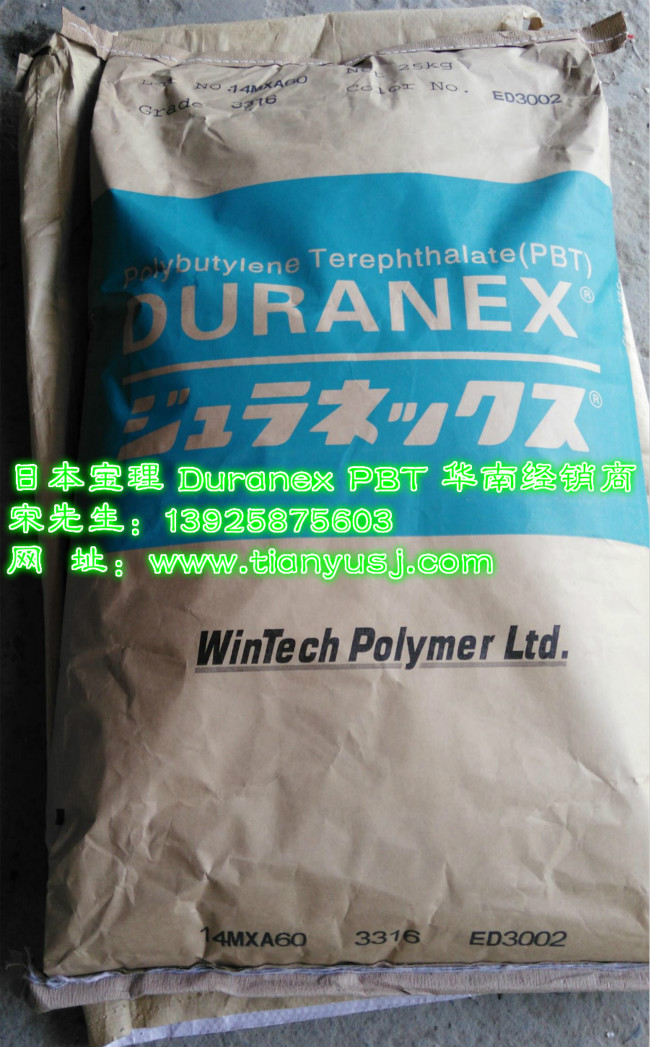 Lot No. 14MXA60 Net 25kg
Grade 3316 Color No. ED3002
Polybutylene Terephthalate(PBT)
DURANEX®
ジュラネックス®
日本宝理 Duranex PBT 华南经销商
宋先生：13925875603
网 址：www.tianyusj.com
WinTech Polymer Ltd.
14MXA60 3316 ED3002